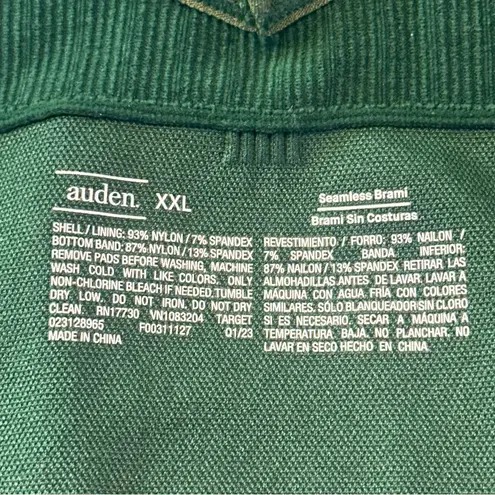 auden. XXL
SHELL / LINING: 93% NYLON / 7% SPANDEX
BOTTOM BAND: 87% NYLON / 13% SPANDEX
REMOVE PADS BEFORE WASHING, MACHINE
WASH COLD WITH LIKE COLORS. ONLY
NON-CHLORINE BLEACH IF NEEDED. TUMBLE
DRY LOW. DO NOT IRON. DO NOT DRY
CLEAN. RN17730 VN1083204 TARGET
023128965 F00311127 Q1/23
MADE IN CHINA
Seamless Brami
Brami Sin Costuras
REVESTIMIENTO / FORRO: 93% NAILON /
7% SPANDEX BANDA INFERIOR:
87% NAILON / 13% SPANDEX RETIRAR LAS
ALMOHADILLAS ANTES DE LAVAR. LAVAR A
MÁQUINA CON AGUA FRÍA CON COLORES
SIMILARES. SÓLO BLANQUEADOR SIN CLORO
SI ES NECESARIO. SECAR A MÁQUINA A
TEMPERATURA. BAJA. NO PLANCHAR. NO
LAVAR EN SECO HECHO EN CHINA.